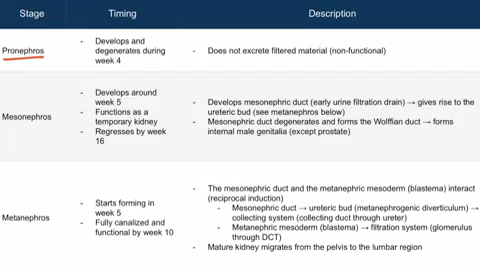 Stage Timing Description
Pronephros
- Develops and
degenerates during
week 4
- Does not excrete filtered material (non-functional)
Mesonephros
- Develops around
week 5
- Functions as a
temporary kidney
- Regresses by week
16
- Develops mesonephric duct (early urine filtration drain) → gives rise to the
ureteric bud (see metanephros below)
- Mesonephric duct degenerates and forms the Wolffian duct → forms
internal male genitalia (except prostate)
Metanephros
- Starts forming in
week 5
- Fully canalized and
functional by week 10
- The mesonephric duct and the metanephric mesoderm (blastema) interact
(reciprocal induction)
- Mesonephric duct → ureteric bud (metanephrogenic diverticulum) →
collecting system (collecting duct through ureter)
- Metanephric mesoderm (blastema) → filtration system (glomerulus
through DCT)
- Mature kidney migrates from the pelvis to the lumbar region